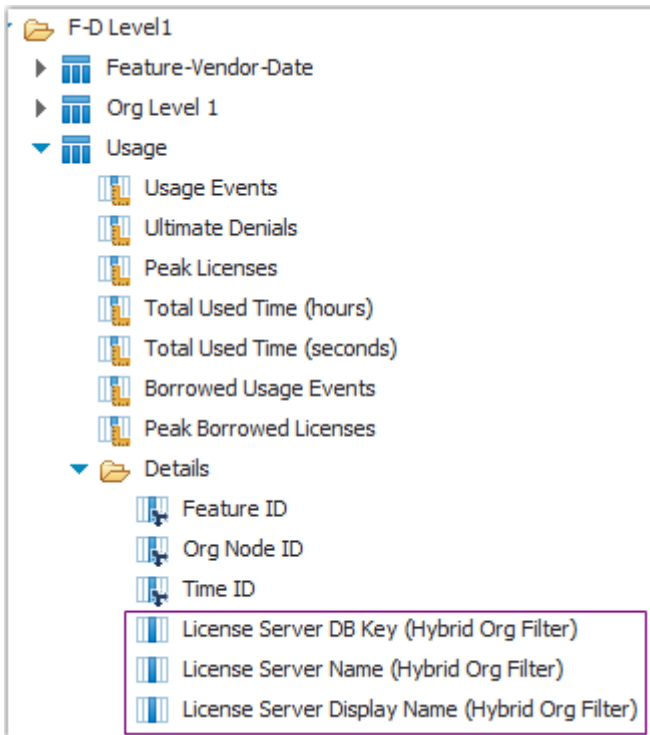 F-D Level1
Feature-Vendor-Date
Org Level 1
Usage
Usage Events
Ultimate Denials
Peak Licenses
Total Used Time (hours)
Total Used Time (seconds)
Borrowed Usage Events
Peak Borrowed Licenses
Details
Feature ID
Org Node ID
Time ID
License Server DB Key (Hybrid Org Filter)
License Server Name (Hybrid Org Filter)
License Server Display Name (Hybrid Org Filter)